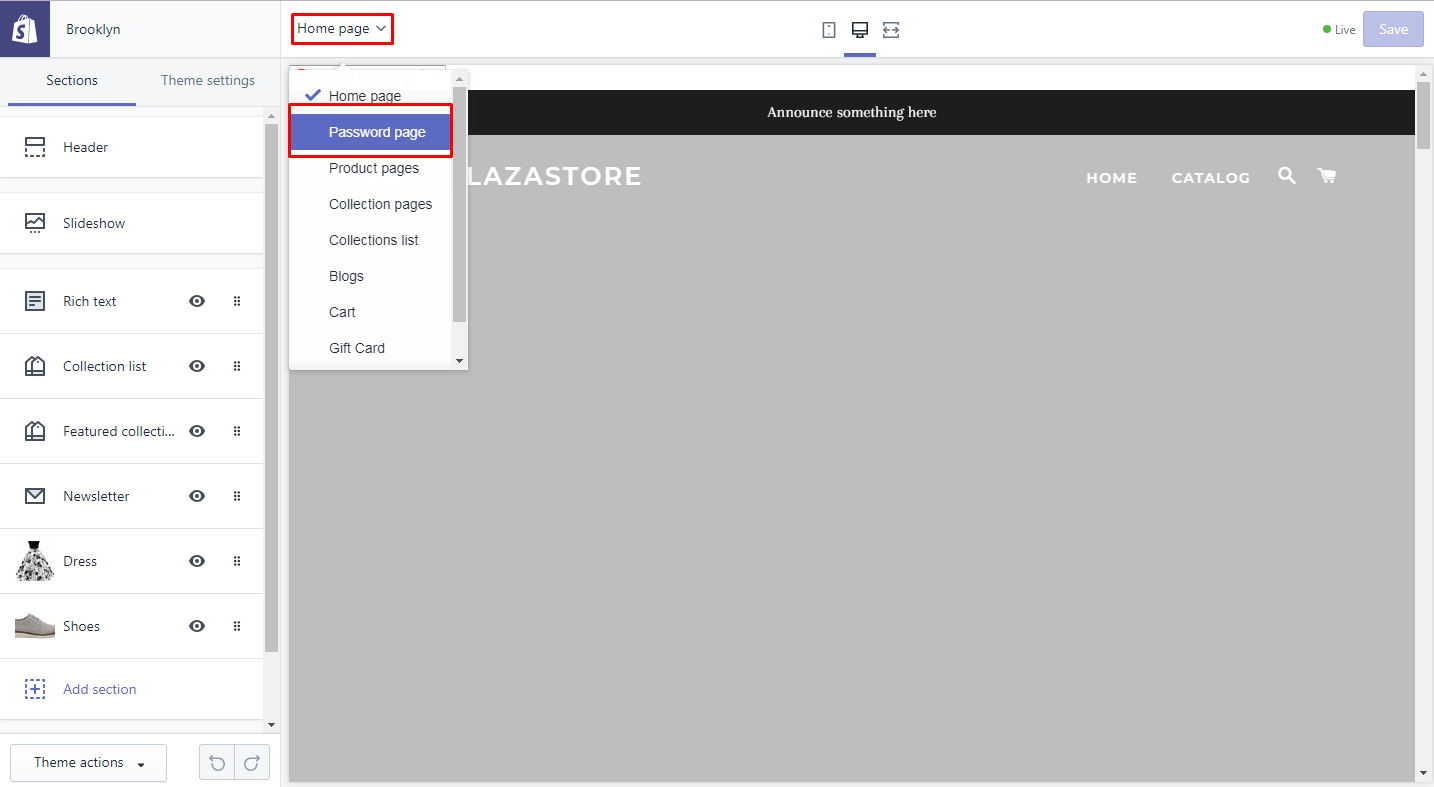 Brooklyn
Home page
Live
Save
Sections
Theme settings
Home page
Password page
Product pages
Collection pages
Collections list
Blogs
Cart
Gift Card
Announce something here
LAZASTORE
HOME
CATALOG
Header
Slideshow
Rich text
Collection list
Featured collecti...
Newsletter
Dress
Shoes
Add section
Theme actions